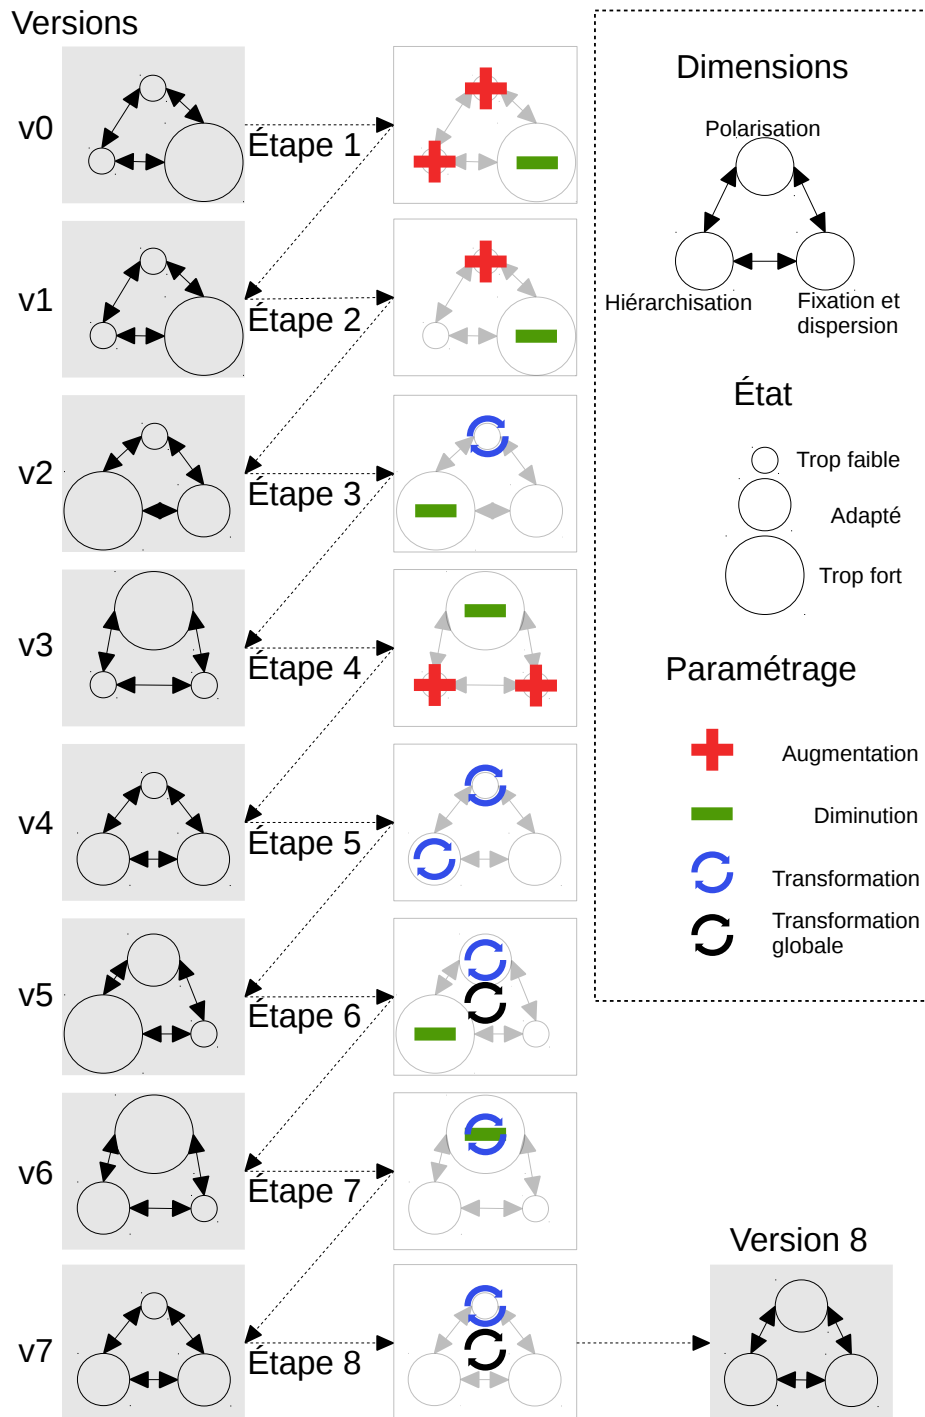 Versions
v0
Étape 1
v1
Étape 2
v2
Étape 3
v3
Étape 4
v4
Étape 5
v5
Étape 6
v6
Étape 7
v7
Étape 8
Version 8
Dimensions
Polarisation
Hiérarchisation
Fixation et
dispersion
État
Trop faible
Adapté
Trop fort
Paramétrage
Augmentation
Diminution
Transformation
Transformation
globale